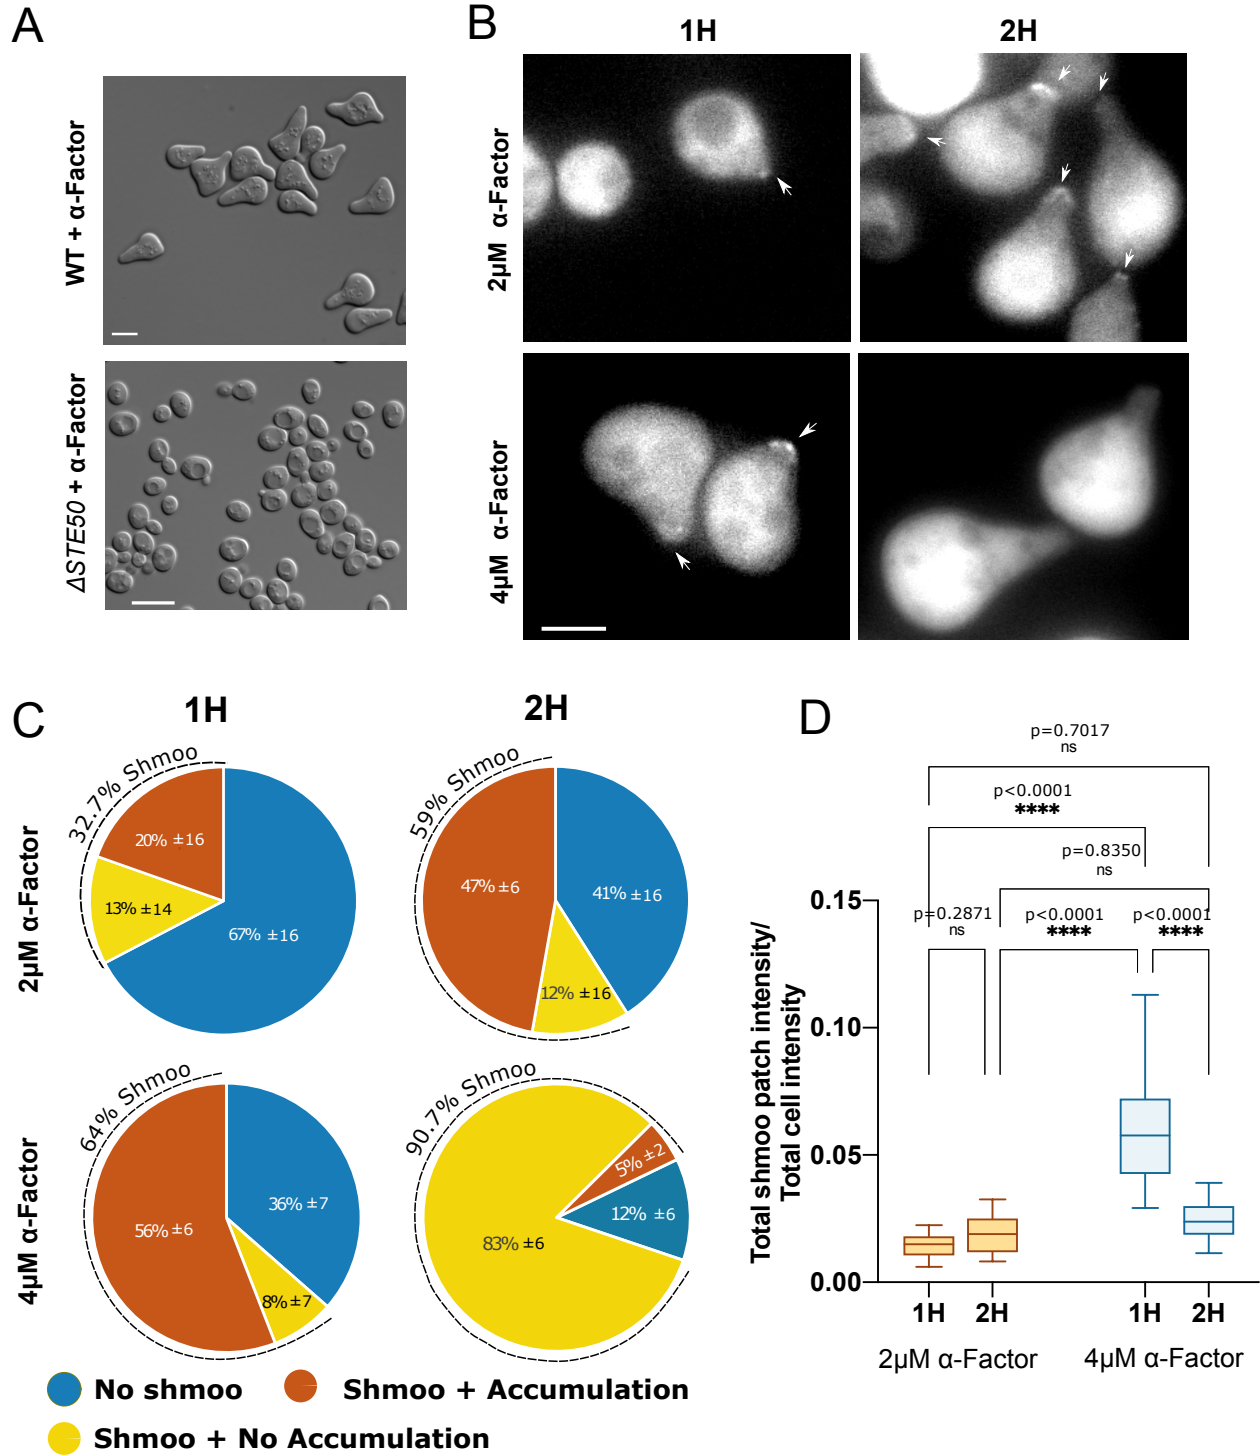 A
WT + α-Factor
ΔSTE50 + α-Factor
B
1H
2H
2µM α-Factor
4µM α-Factor
C
1H
2H
2µM α-Factor
32.7% Shmoo
20% ±16
13% ±14
67% ±16
59% Shmoo
47% ±6
41% ±16
12% ±16
4µM α-Factor
64% Shmoo
56% ±6
36% ±7
8% ±7
90.7% Shmoo
5% ±2
12% ±6
83% ±6
No shmoo
Shmoo + Accumulation
Shmoo + No Accumulation
D
p=0.7017
ns
p<0.0001
****
p=0.8350
ns
p=0.2871
ns
p<0.0001
****
p<0.0001
****
Total shmoo patch intensity/
Total cell intensity
0.15
0.10
0.05
0.00
1H
2H
1H
2H
2µM α-Factor
4µM α-Factor